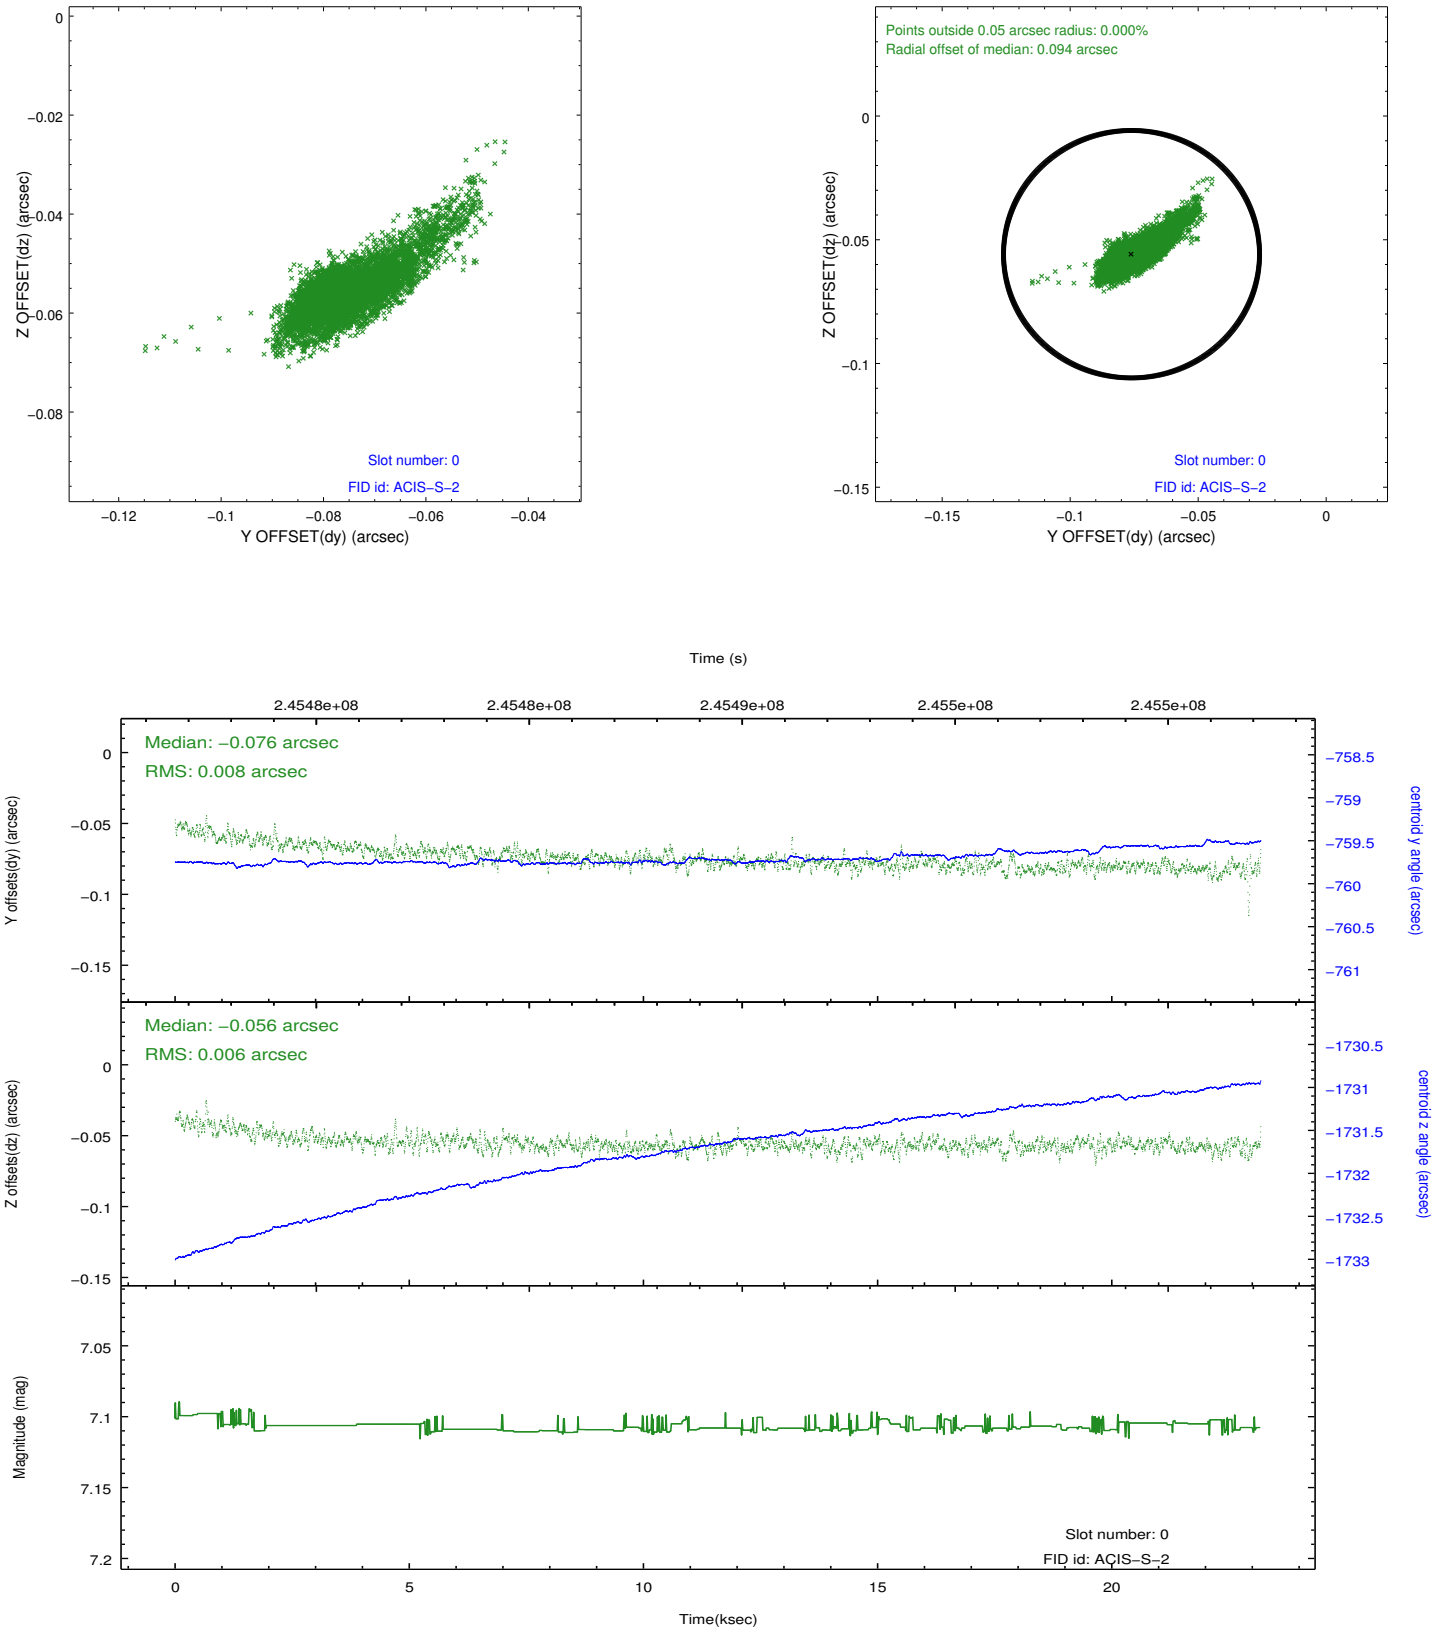 0
−0.02
−0.04
−0.06
−0.08
Z OFFSET(dz) (arcsec)
Slot number: 0
FID id: ACIS−S−2
−0.12
−0.1
−0.08
−0.06
−0.04
Y OFFSET(dy) (arcsec)
Points outside 0.05 arcsec radius: 0.000%
Radial offset of median: 0.094 arcsec
0
−0.05
−0.1
−0.15
Z OFFSET(dz) (arcsec)
Slot number: 0
FID id: ACIS−S−2
−0.15
−0.1
−0.05
0
Y OFFSET(dy) (arcsec)
Time (s)
2.4548e+08
2.4548e+08
2.4549e+08
2.455e+08
2.455e+08
Median: −0.076 arcsec
RMS: 0.008 arcsec
0
−0.05
−0.1
−0.15
Y offsets(dy) (arcsec)
−758.5
−759
−759.5
−760
−760.5
−761
centroid y angle (arcsec)
Median: −0.056 arcsec
RMS: 0.006 arcsec
0
−0.05
−0.1
−0.15
Z offsets(dz) (arcsec)
−1730.5
−1731
−1731.5
−1732
−1732.5
−1733
centroid z angle (arcsec)
7.05
7.1
7.15
7.2
Magnitude (mag)
Slot number: 0
FID id: ACIS−S−2
0
5
10
15
20
Time(ksec)